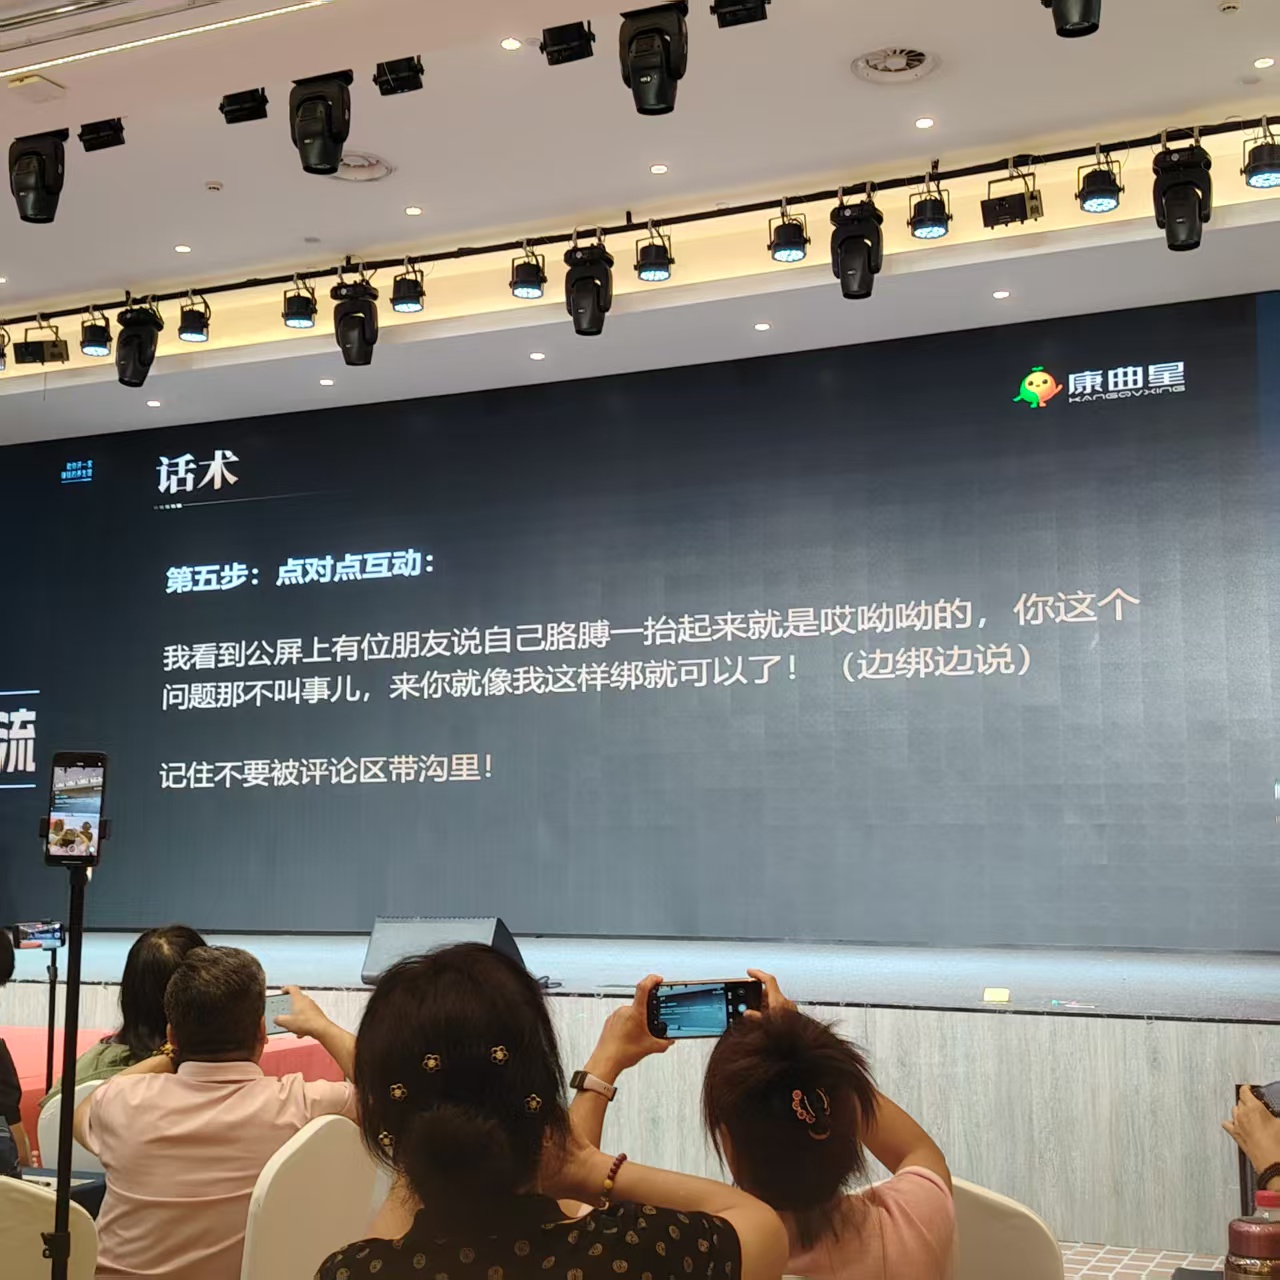 康曲星
KANGQVXING
话术
第五步：点对点互动：
我看到公屏上有位朋友说自己胳膊一抬起来就是哎呦呦的，你这个
问题那不叫事儿，来你就像我这样绑就可以了！（边绑边说）
记住不要被评论区带沟里！
流